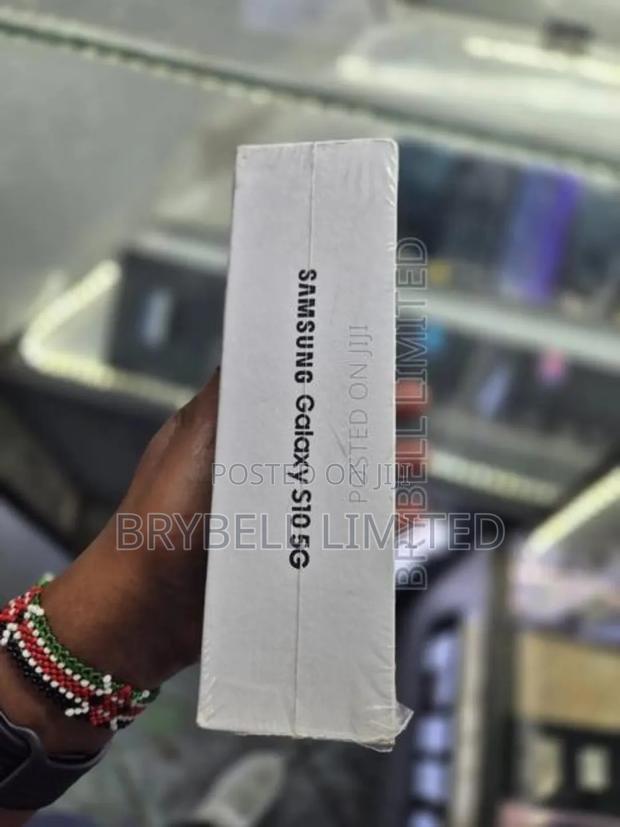 SAMSUNG Galaxy S10 5G
POSTED ON JIJI
BRYBELL LIMITED
POSTED ON JIJI
BRYBELL LIMITED